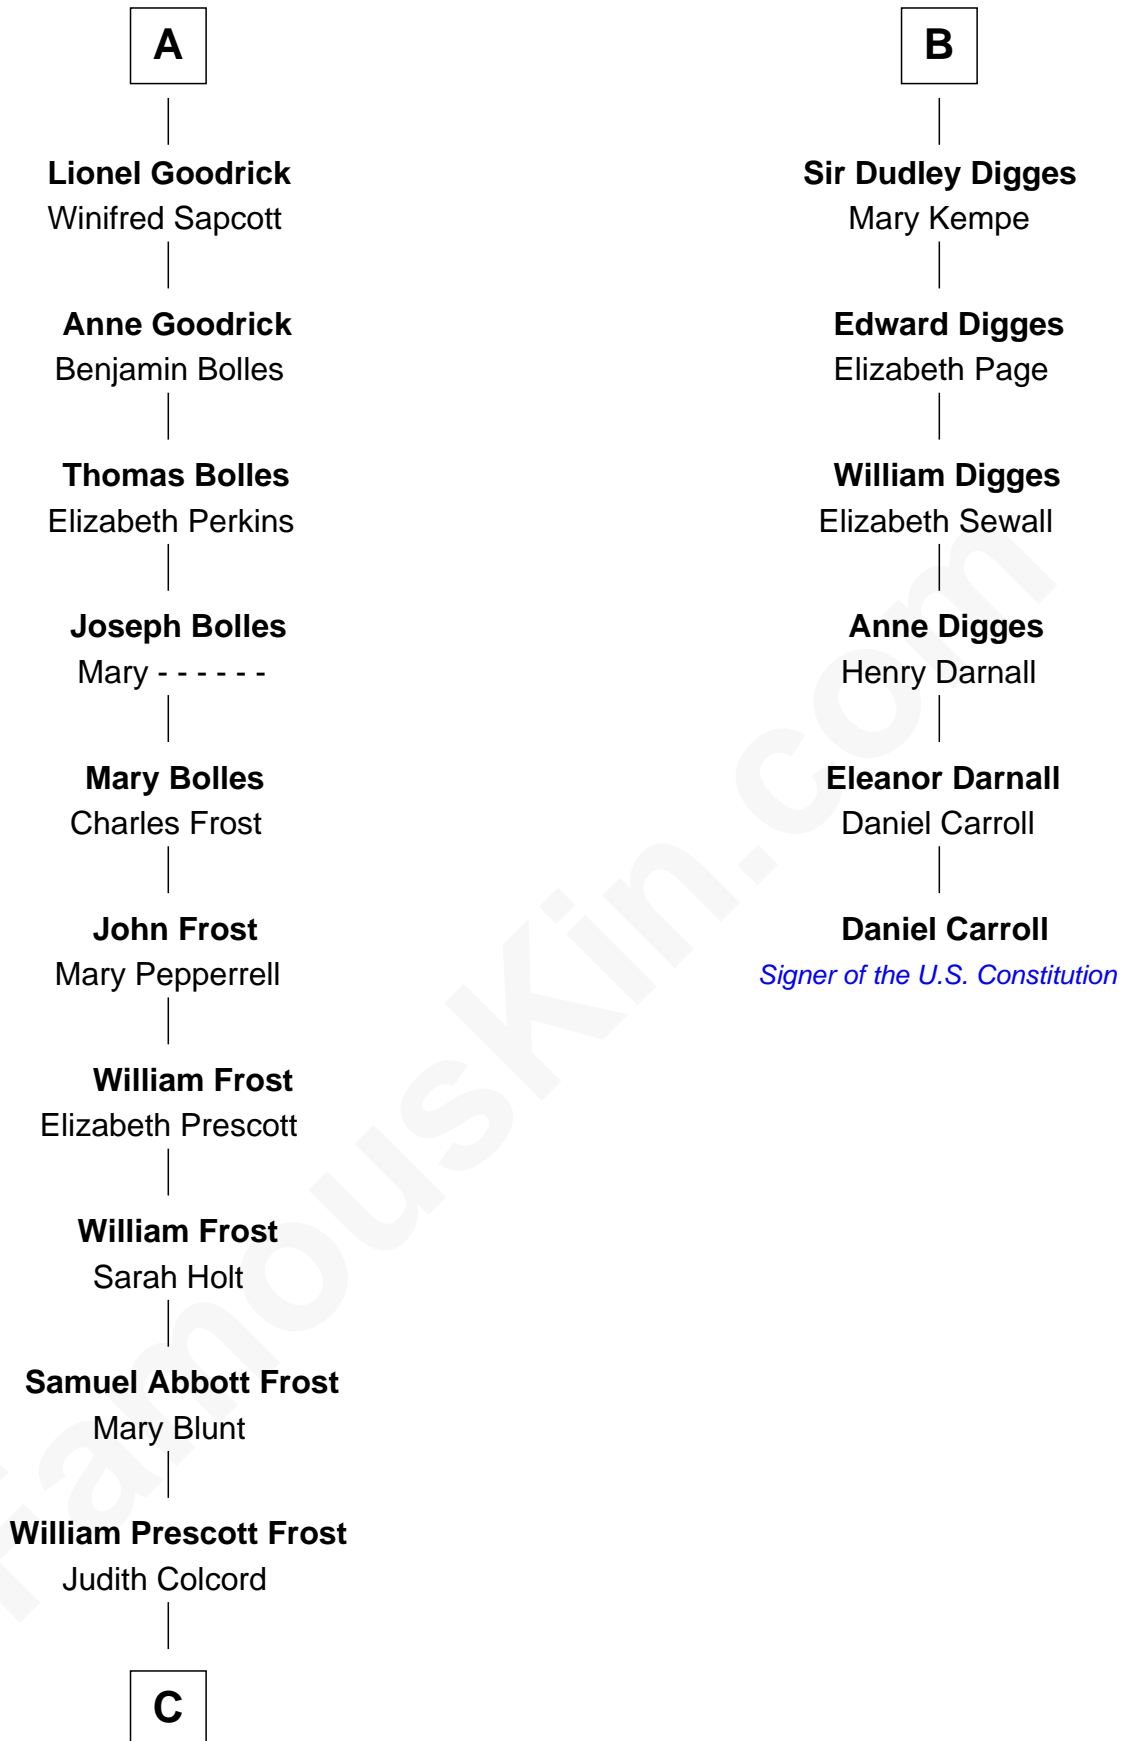 A
Lionel Goodrick
Winifred Sapcott
Anne Goodrick
Benjamin Bolles
Thomas Bolles
Elizabeth Perkins
Joseph Bolles
Mary - - - - - -
Mary Bolles
Charles Frost
John Frost
Mary Pepperrell
William Frost
Elizabeth Prescott
William Frost
Sarah Holt
Samuel Abbott Frost
Mary Blunt
William Prescott Frost
Judith Colcord
C
B
Sir Dudley Digges
Mary Kempe
Edward Digges
Elizabeth Page
William Digges
Elizabeth Sewall
Anne Digges
Henry Darnall
Eleanor Darnall
Daniel Carroll
Daniel Carroll
Signer of the U.S. Constitution
FamousKin.com